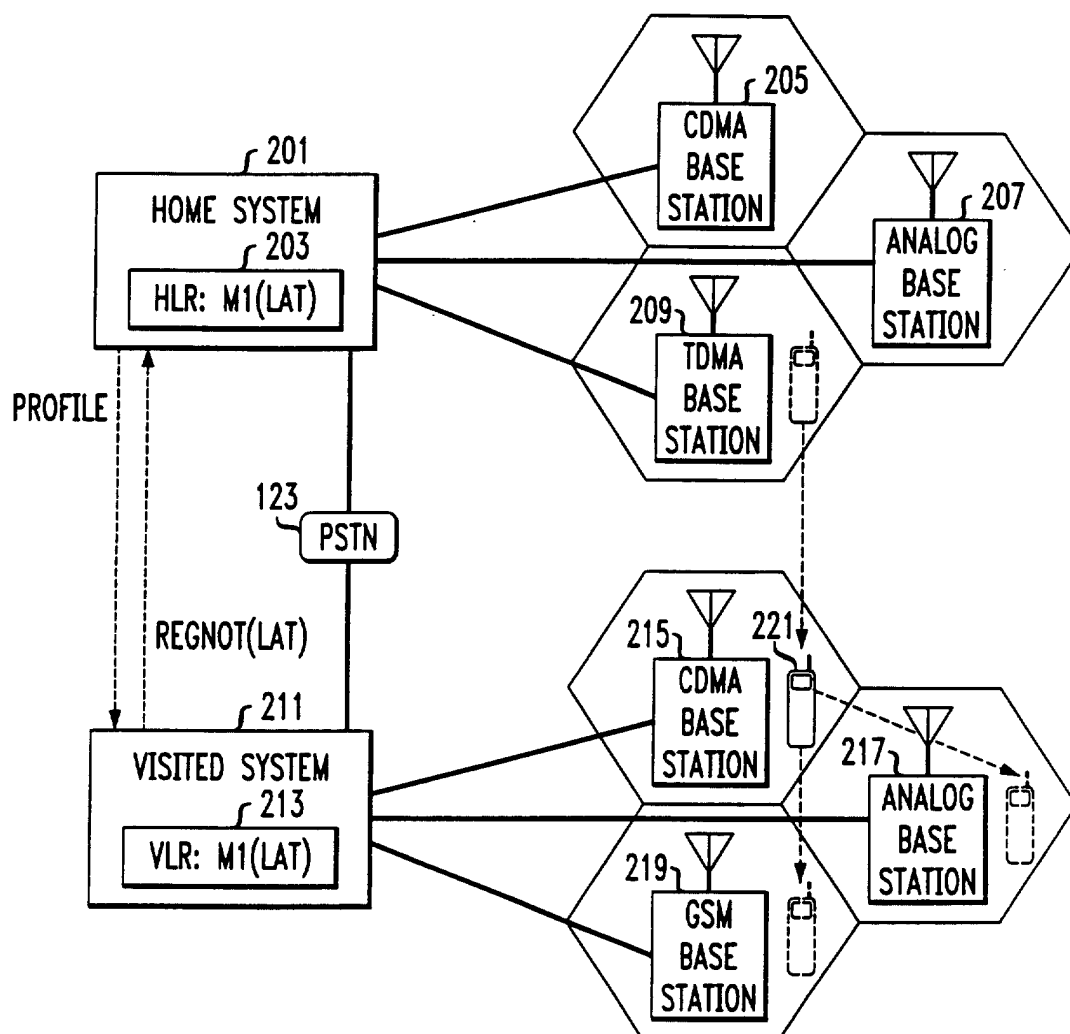 201
HOME SYSTEM
203
HLR: M1(LAT)
205
CDMA
BASE
STATION
207
ANALOG
BASE
STATION
209
TDMA
BASE
STATION
PROFILE
123
PSTN
REGNOT(LAT)
211
VISITED SYSTEM
213
VLR: M1(LAT)
215
CDMA
BASE
STATION
221
217
ANALOG
BASE
STATION
219
GSM
BASE
STATION